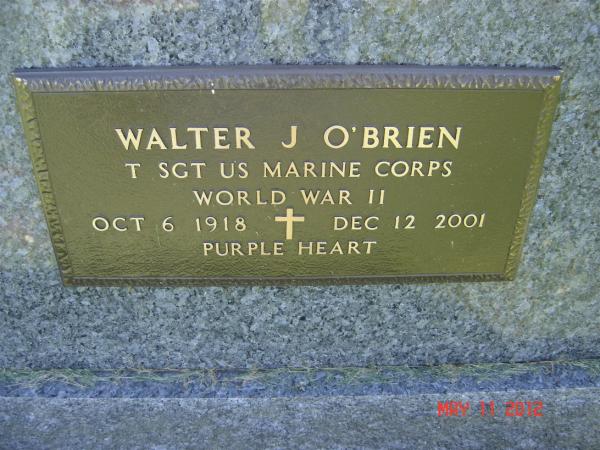 WALTER J O'BRIEN
T SGT US MARINE CORPS
WORLD WAR II
OCT 6 1918 DEC 12 2001
PURPLE HEART
MAY 11 2012